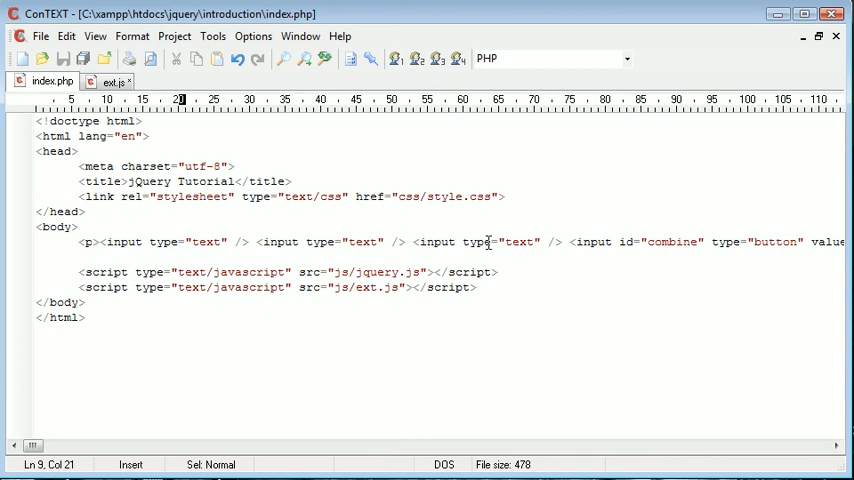 ConTEXT - [C:\xampp\htdocs\jquery\introduction\index.php]
File Edit View Format Project Tools Options Window Help
1 2 3 4 PHP
index.php ext.js*
5 10 15 20 25 30 35 40 45 50 55 60 65 70 75 80 85 90 95 100 105 110
<!doctype html>
<html lang="en">
<head>
<meta charset="utf-8">
<title>jQuery Tutorial</title>
<link rel="stylesheet" type="text/css" href="css/style.css">
</head>
<body>
<p><input type="text" /> <input type="text" /> <input type="text" /> <input id="combine" type="button" value
<script type="text/javascript" src="js/jquery.js"></script>
<script type="text/javascript" src="js/ext.js"></script>
</body>
</html>
Ln 9, Col 21 Insert Sel: Normal DOS File size: 478